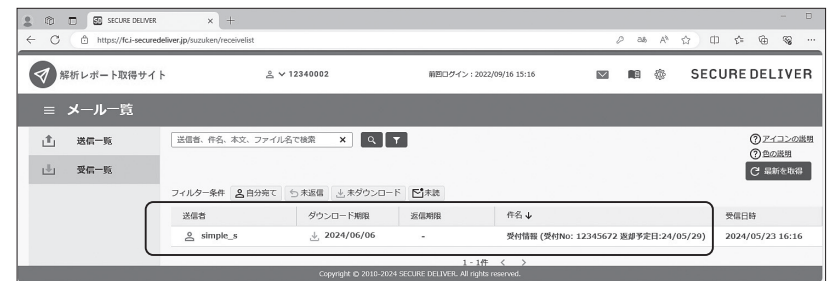 SECURE DELIVER
https://fc.i-securedeliver.jp/suzuken/receivelist
解析レポート取得サイト
12340002
前回ログイン：2022/09/16 15:16
SECURE DELIVER
メール一覧
送信一覧
送信者、件名、本文、ファイル名で検索
アイコンの説明
色の説明
受信一覧
最新を取得
フィルター条件 自分宛て 未返信 未ダウンロード 未読
送信者 ダウンロード期限 返信期限 件名 受信日時
simple_s 2024/06/06 - 受付情報 (受付No: 12345672 返却予定日:24/05/29) 2024/05/23 16:16
1 - 1件
Copyright © 2010-2024 SECURE DELIVER. All rights reserved.